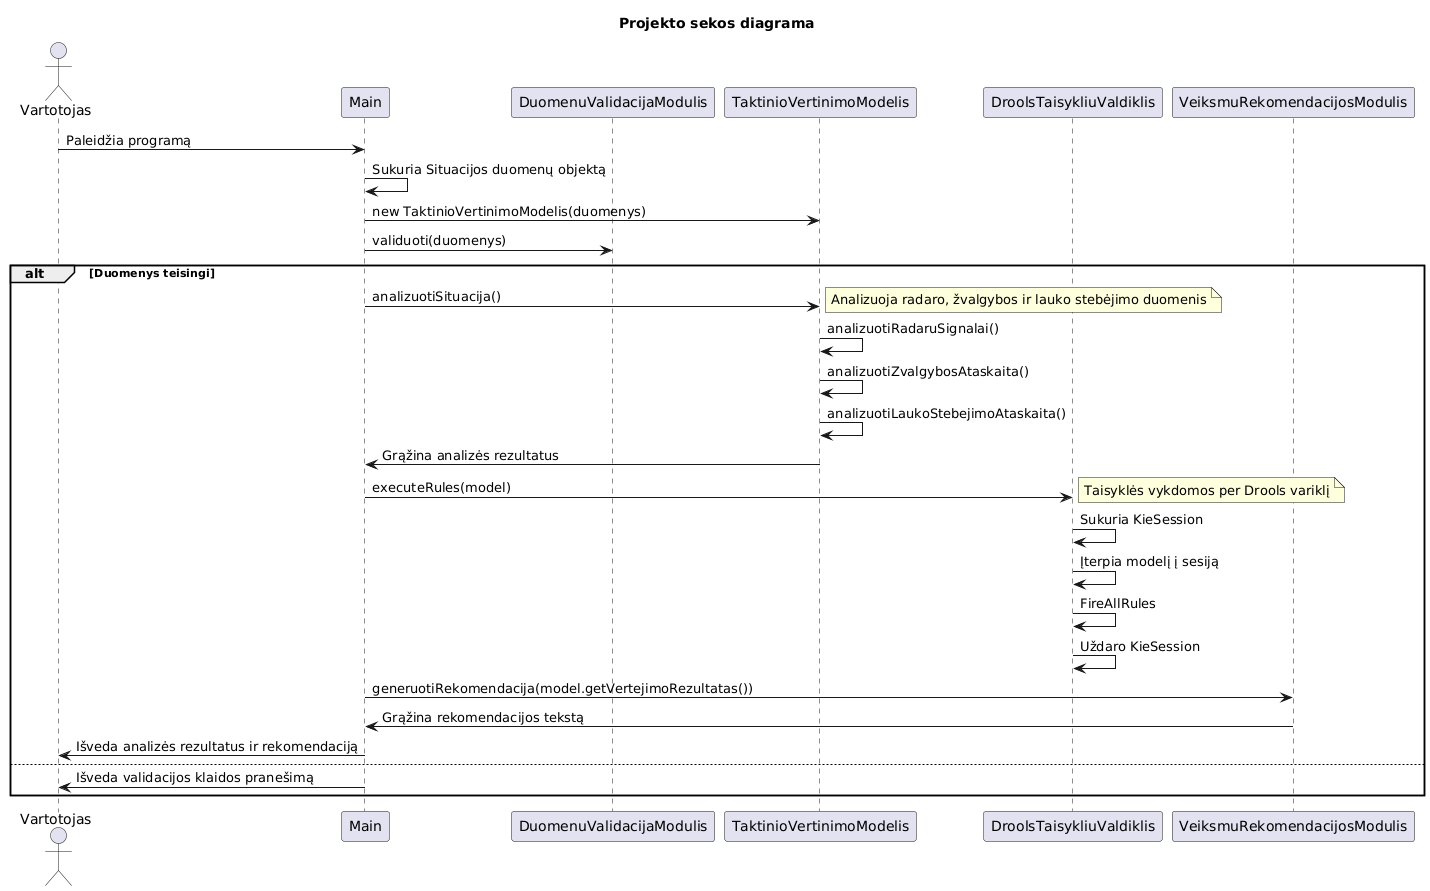 Projekto sekos diagrama
Vartotojas
Main
DuomenuValidacijaModulis
TaktinioVertinimoModelis
DroolsTaisykliuValdiklis
VeiksmuRekomendacijosModulis
Paleidžia programą
Sukuria Situacijos duomenų objektą
new TaktinioVertinimoModelis(duomenys)
validuoti(duomenys)
alt
[Duomenys teisingi]
analizuotiSituacija()
Analizuoja radaro, žvalgybos ir lauko stebėjimo duomenis
analizuotiRadaruSignalai()
analizuotiZvalgybosAtaskaita()
analizuotiLaukoStebejimoAtaskaita()
Grąžina analizės rezultatus
executeRules(model)
Taisyklės vykdomos per Drools variklį
Sukuria KieSession
Įterpia modelį į sesiją
FireAllRules
Uždaro KieSession
generuotiRekomendacija(model.getVertejimoRezultatas())
Grąžina rekomendacijos tekstą
Išveda analizės rezultatus ir rekomendaciją
Išveda validacijos klaidos pranešimą
Vartotojas
Main
DuomenuValidacijaModulis
TaktinioVertinimoModelis
DroolsTaisykliuValdiklis
VeiksmuRekomendacijosModulis